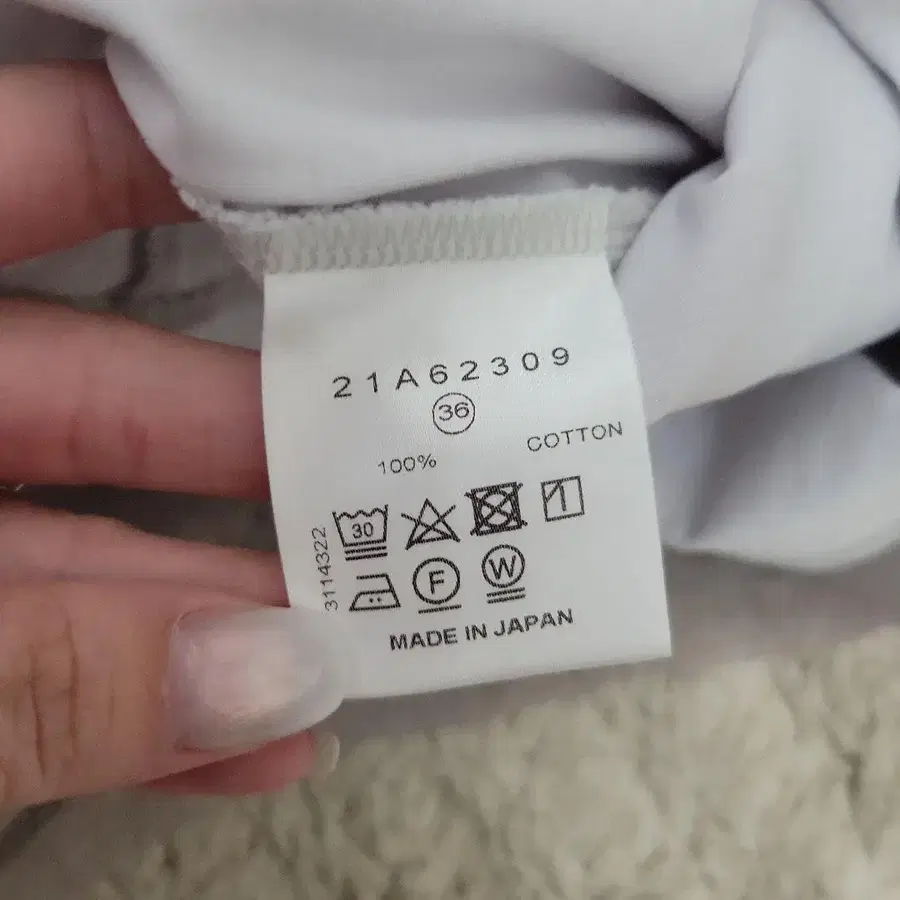 21A62309
36
100% COTTON
30
F W
3114322
MADE IN JAPAN